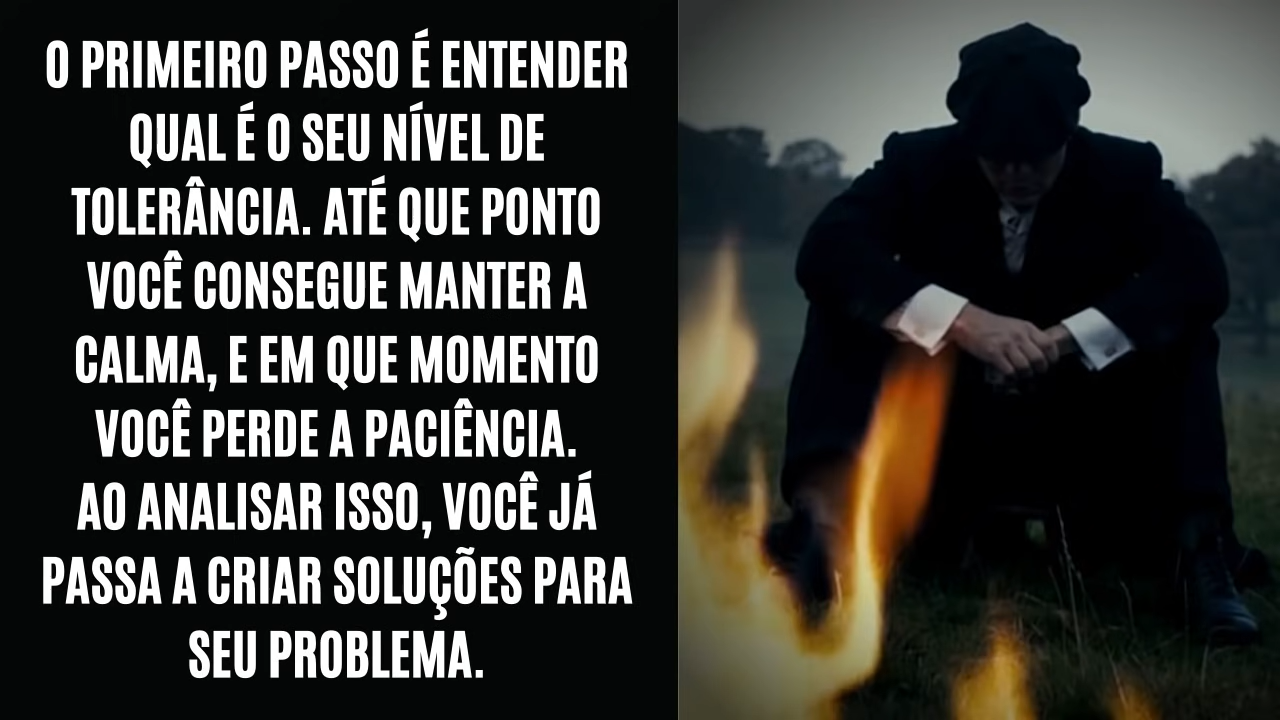 O PRIMEIRO PASSO É ENTENDER
QUAL É O SEU NÍVEL DE
TOLERÂNCIA. ATÉ QUE PONTO
VOCÊ CONSEGUE MANTER A
CALMA, E EM QUE MOMENTO
VOCÊ PERDE A PACIÊNCIA.
AO ANALISAR ISSO, VOCÊ JÁ
PASSA A CRIAR SOLUÇÕES PARA
SEU PROBLEMA.